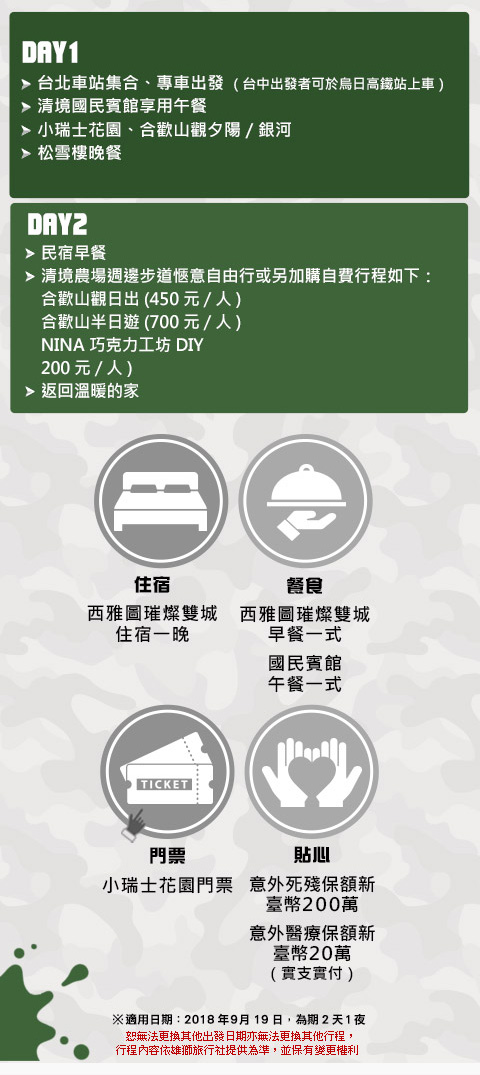 DAY1
➤ 台北車站集合、專車出發 ( 台中出發者可於烏日高鐵站上車 )
➤ 清境國民賓館享用午餐
➤ 小瑞士花園、合歡山觀夕陽 / 銀河
➤ 松雪樓晚餐
DAY2
➤ 民宿早餐
➤ 清境農場週邊步道愜意自由行或另加購自費行程如下：
合歡山觀日出 (450 元 / 人 )
合歡山半日遊 (700 元 / 人 )
NINA 巧克力工坊 DIY
200 元 / 人 )
➤ 返回溫暖的家
住宿
西雅圖璀燦雙城
住宿一晚
餐食
西雅圖璀燦雙城
早餐一式
國民賓館
午餐一式
TICKET
門票
小瑞士花園門票
貼心
意外死殘保額新
臺幣200萬
意外醫療保額新
臺幣20萬
( 實支實付 )
※ 適用日期：2018 年 9 月 19 日，為期 2 天 1 夜
恕無法更換其他出發日期亦無法更換其他行程，
行程內容依雄獅旅行社提供為準，並保有變更權利